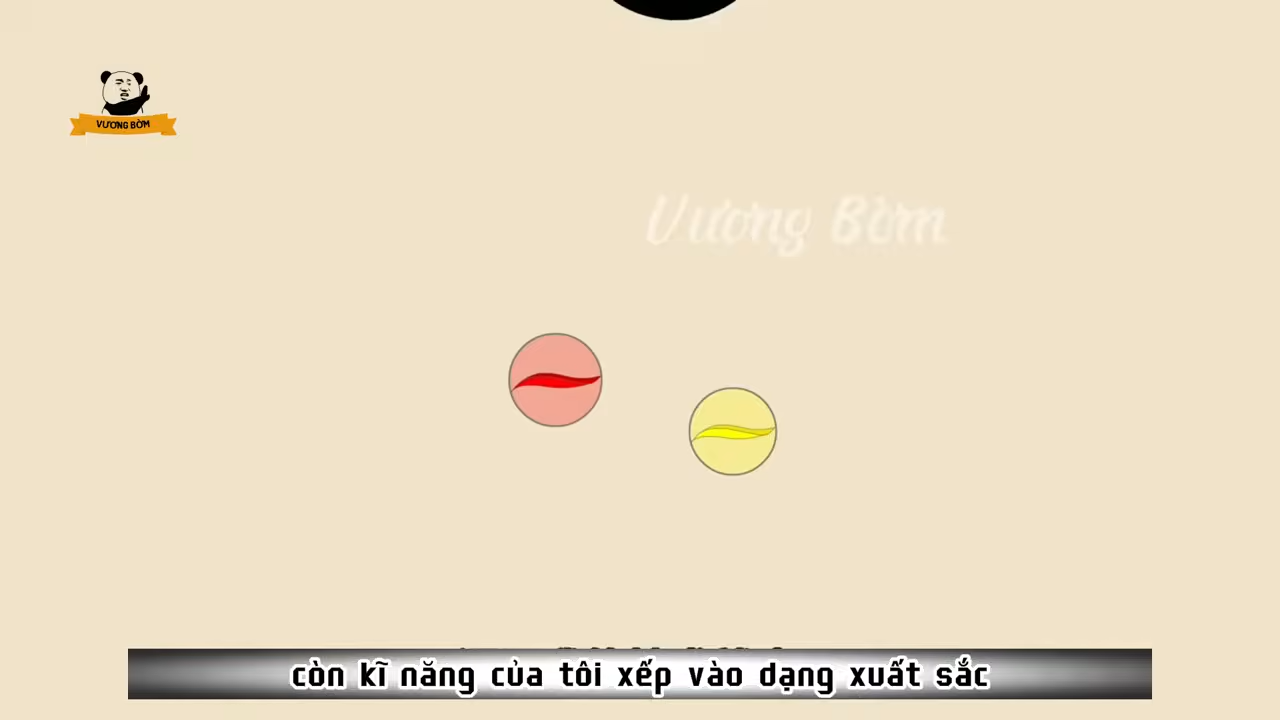 VƯƠNG BỜM
Vương Bờm
còn kĩ năng của tôi xếp vào dạng xuất sắc